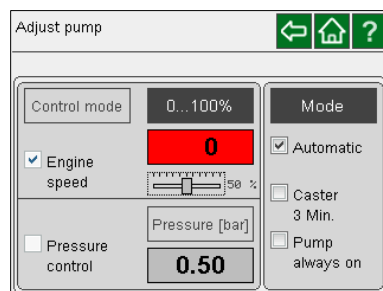 Adjust pump
?
Control mode
0...100%
Mode
0
Engine
speed
50 %
Automatic
Caster
3 Min.
Pressure [bar]
Pressure
control
0.50
Pump
always on